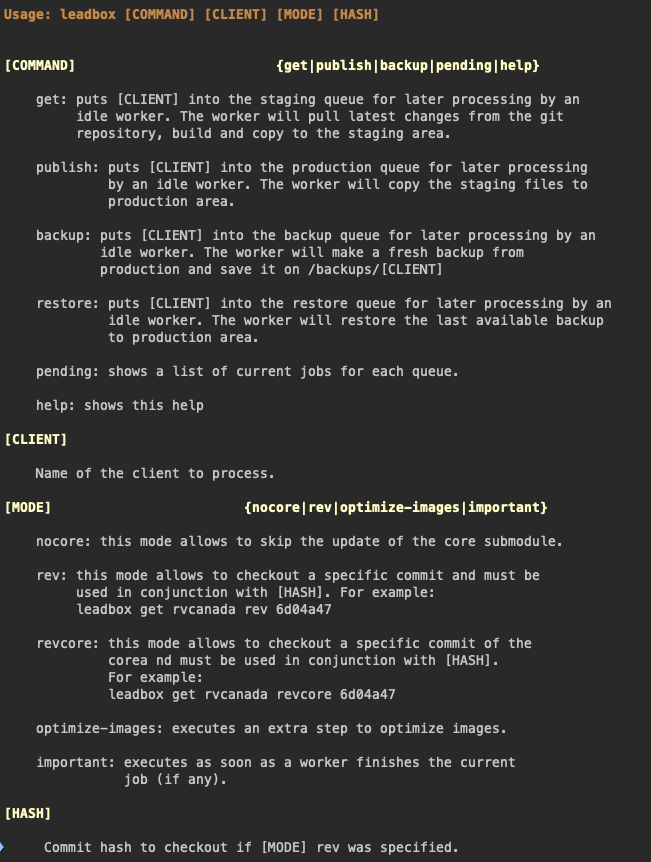 Usage: leadbox [COMMAND] [CLIENT] [MODE] [HASH]
[COMMAND] {get|publish|backup|pending|help}
get: puts [CLIENT] into the staging queue for later processing by an
idle worker. The worker will pull latest changes from the git
repository, build and copy to the staging area.
publish: puts [CLIENT] into the production queue for later processing
by an idle worker. The worker will copy the staging files to
production area.
backup: puts [CLIENT] into the backup queue for later processing by an
idle worker. The worker will make a fresh backup from
production and save it on /backups/[CLIENT]
restore: puts [CLIENT] into the restore queue for later processing by an
idle worker. The worker will restore the last available backup
to production area.
pending: shows a list of current jobs for each queue.
help: shows this help
[CLIENT]
Name of the client to process.
[MODE] {nocore|rev|optimize-images|important}
nocore: this mode allows to skip the update of the core submodule.
rev: this mode allows to checkout a specific commit and must be
used in conjunction with [HASH]. For example:
leadbox get rvcanada rev 6d04a47
revcore: this mode allows to checkout a specific commit of the
corea nd must be used in conjunction with [HASH].
For example:
leadbox get rvcanada revcore 6d04a47
optimize-images: executes an extra step to optimize images.
important: executes as soon as a worker finishes the current
job (if any).
[HASH]
Commit hash to checkout if [MODE] rev was specified.